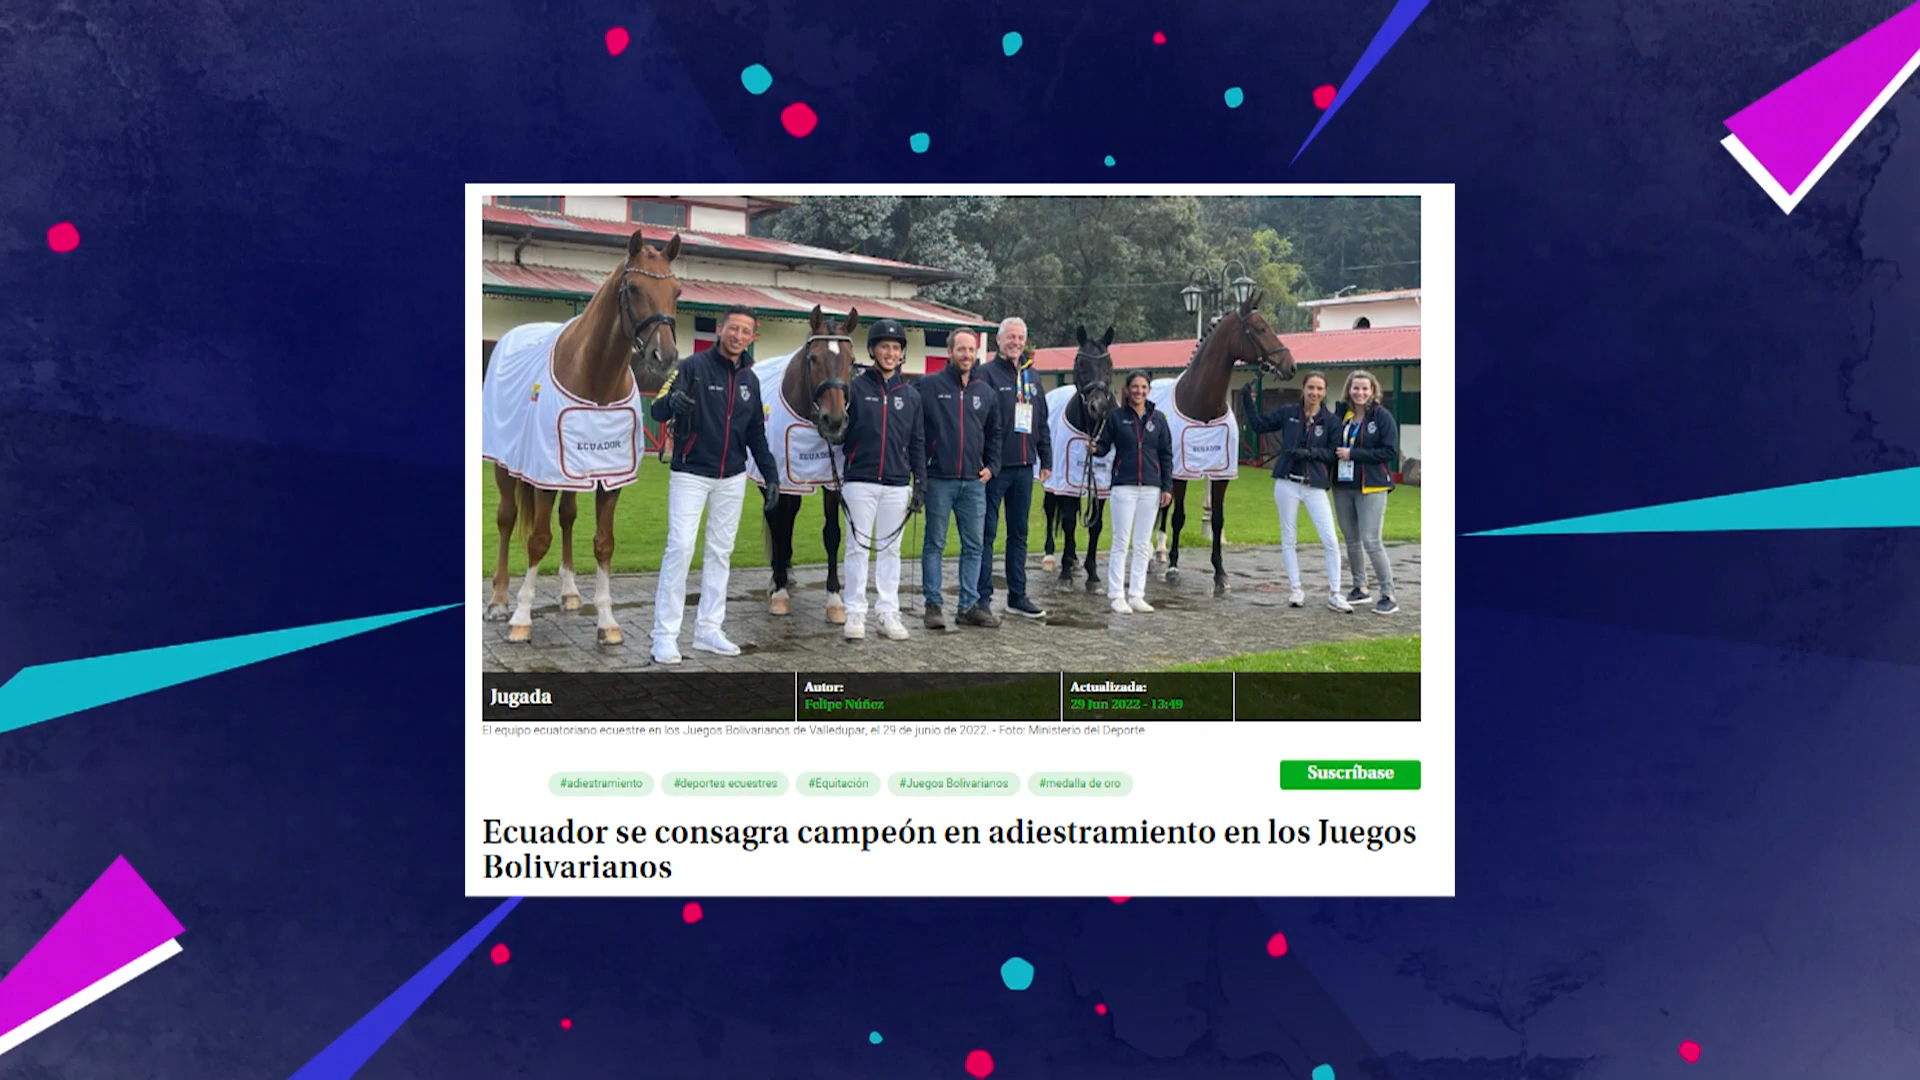 ECUADOR
ECUADOR
ECUADOR
Jugada
Autor:
Felipe Núñez
Actualizada:
29 Jun 2022 - 13:49
El equipo ecuatoriano ecuestre en los Juegos Bolivarianos de Valledupar, el 29 de junio de 2022. - Foto: Ministerio del Deporte
#adiestramiento #deportes ecuestres #Equitación #Juegos Bolivarianos #medalla de oro
Suscríbase
Ecuador se consagra campeón en adiestramiento en los Juegos
Bolivarianos